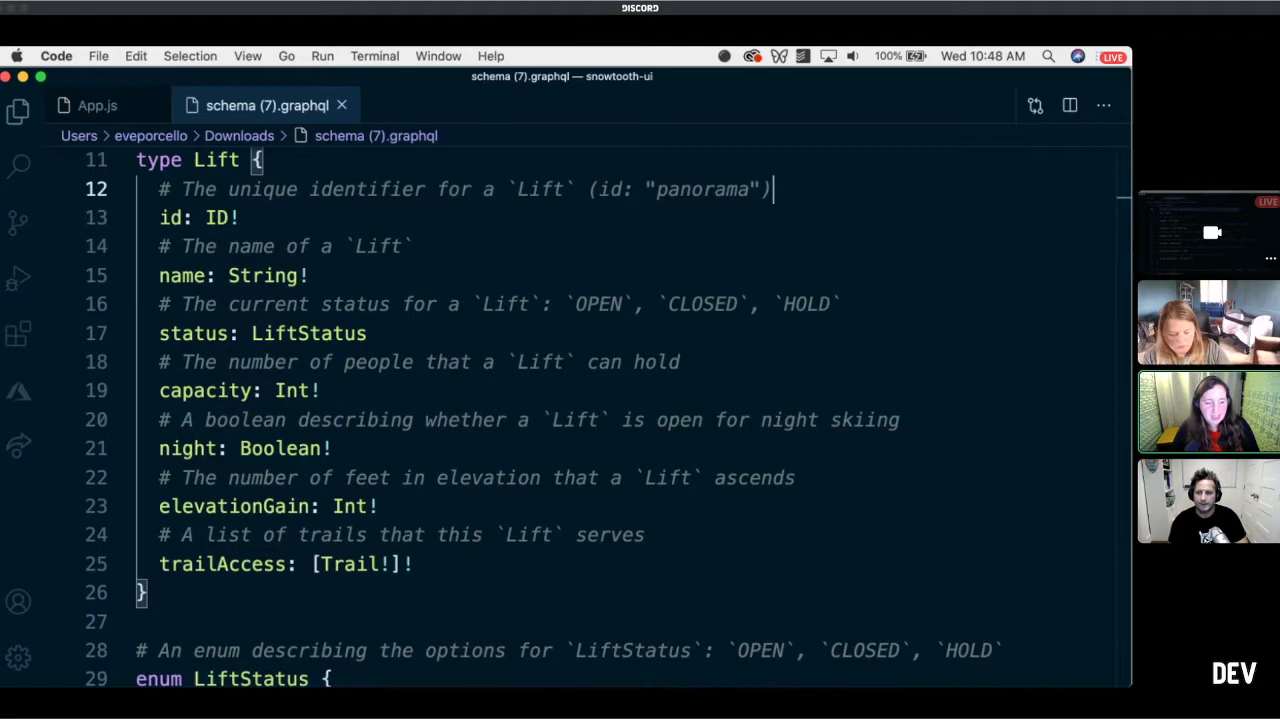 DISCORD
Code File Edit Selection View Go Run Terminal Window Help 100% Wed 10:48 AM LIVE
schema (7).graphql — snowtooth-ui
App.js schema (7).graphql
Users > eveporcello > Downloads > schema (7).graphql
11 type Lift {
12 # The unique identifier for a `Lift` (id: "panorama")
13 id: ID!
14 # The name of a `Lift`
15 name: String!
16 # The current status for a `Lift`: `OPEN`, `CLOSED`, `HOLD`
17 status: LiftStatus
18 # The number of people that a `Lift` can hold
19 capacity: Int!
20 # A boolean describing whether a `Lift` is open for night skiing
21 night: Boolean!
22 # The number of feet in elevation that a `Lift` ascends
23 elevationGain: Int!
24 # A list of trails that this `Lift` serves
25 trailAccess: [Trail!]!
26 }
27
28 # An enum describing the options for `LiftStatus`: `OPEN`, `CLOSED`, `HOLD`
29 enum LiftStatus {
LIVE
DEV